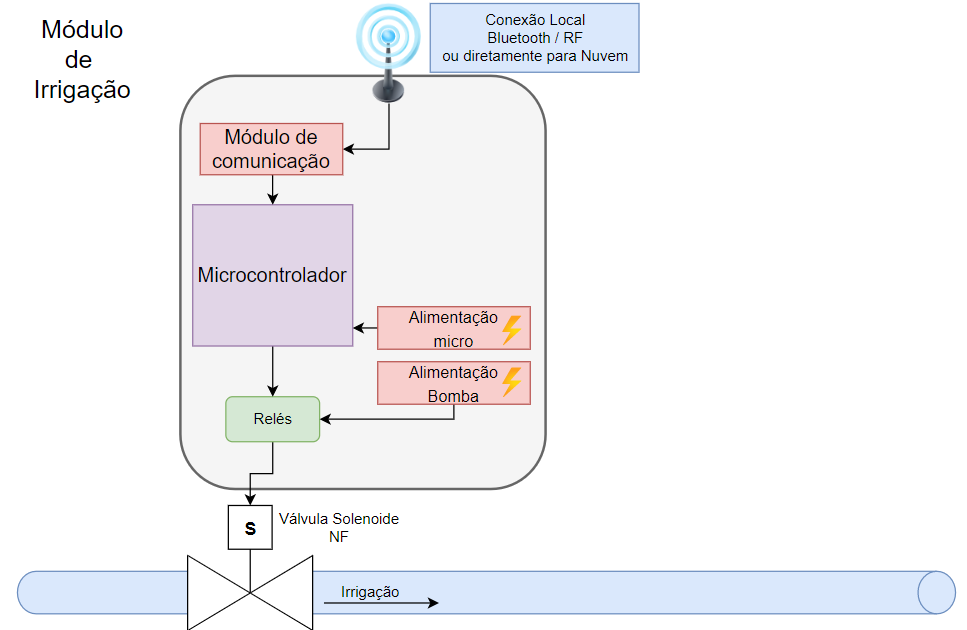 Módulo
de
Irrigação
Conexão Local
Bluetooth / RF
ou diretamente para Nuvem
Módulo de
comunicação
Microcontrolador
Alimentação
micro
Alimentação
Bomba
Relés
S
Válvula Solenoide
NF
Irrigação